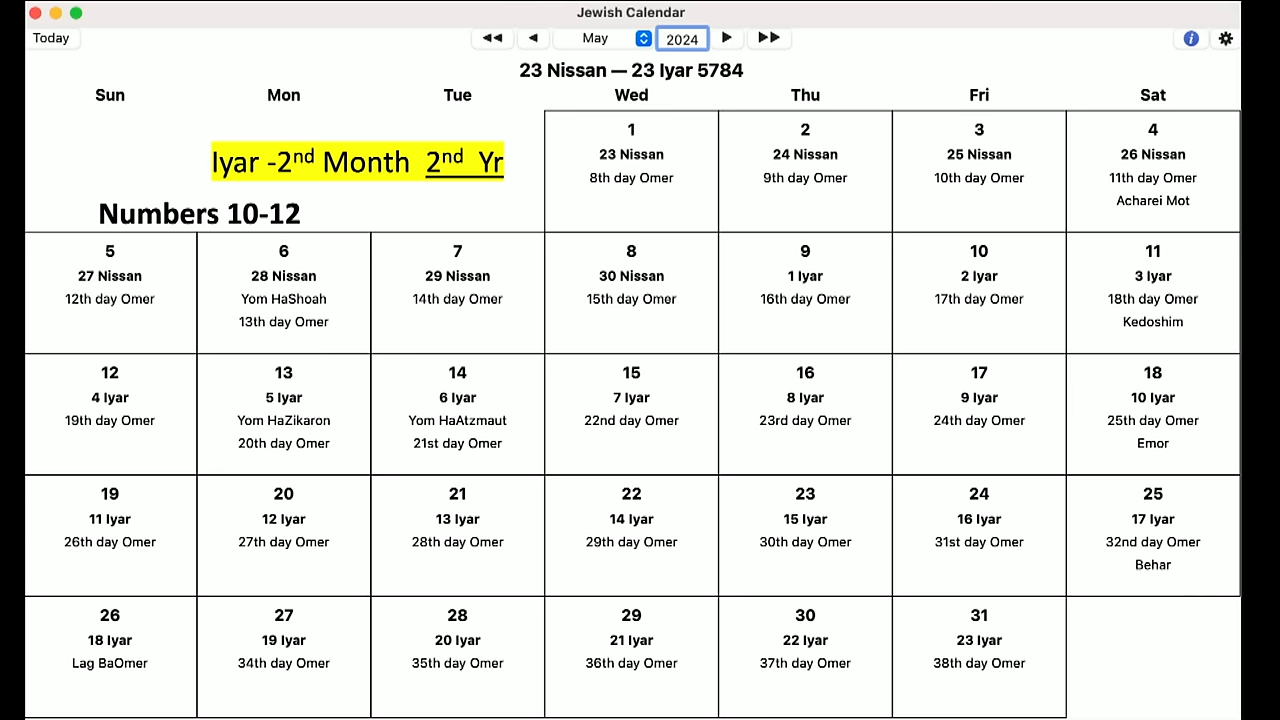 Jewish Calendar
Today May 2024
23 Nissan — 23 Iyar 5784
Sun Mon Tue Wed Thu Fri Sat
Iyar -2nd Month 2nd Yr
Numbers 10-12
1 2 3 4
23 Nissan 24 Nissan 25 Nissan 26 Nissan
8th day Omer 9th day Omer 10th day Omer 11th day Omer
Acharei Mot
5 6 7 8 9 10 11
27 Nissan 28 Nissan 29 Nissan 30 Nissan 1 Iyar 2 Iyar 3 Iyar
12th day Omer Yom HaShoah 14th day Omer 15th day Omer 16th day Omer 17th day Omer 18th day Omer
13th day Omer Kedoshim
12 13 14 15 16 17 18
4 Iyar 5 Iyar 6 Iyar 7 Iyar 8 Iyar 9 Iyar 10 Iyar
19th day Omer Yom HaZikaron Yom HaAtzmaut 22nd day Omer 23rd day Omer 24th day Omer 25th day Omer
20th day Omer 21st day Omer Emor
19 20 21 22 23 24 25
11 Iyar 12 Iyar 13 Iyar 14 Iyar 15 Iyar 16 Iyar 17 Iyar
26th day Omer 27th day Omer 28th day Omer 29th day Omer 30th day Omer 31st day Omer 32nd day Omer
Behar
26 27 28 29 30 31
18 Iyar 19 Iyar 20 Iyar 21 Iyar 22 Iyar 23 Iyar
Lag BaOmer 34th day Omer 35th day Omer 36th day Omer 37th day Omer 38th day Omer